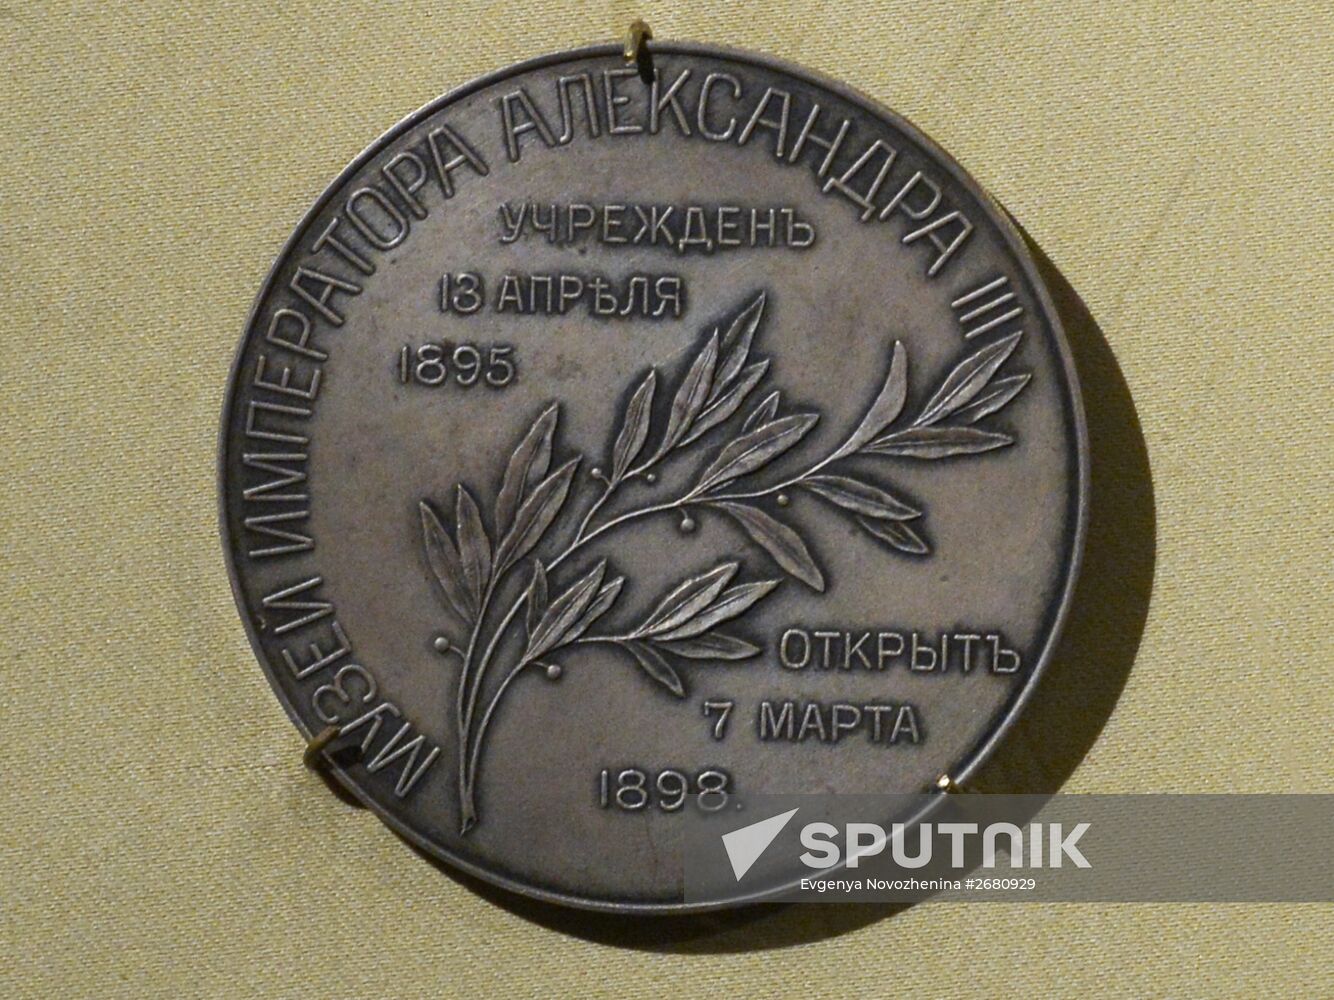 МУЗЕЙ ИМПЕРАТОРА АЛЕКСАНДРА III
УЧРЕЖДЕНЪ
13 АПРѢЛЯ
1895
ОТКРЫТЪ
7 МАРТА
1898.
SPUTNIK
Evgenya Novozhenina #2680929